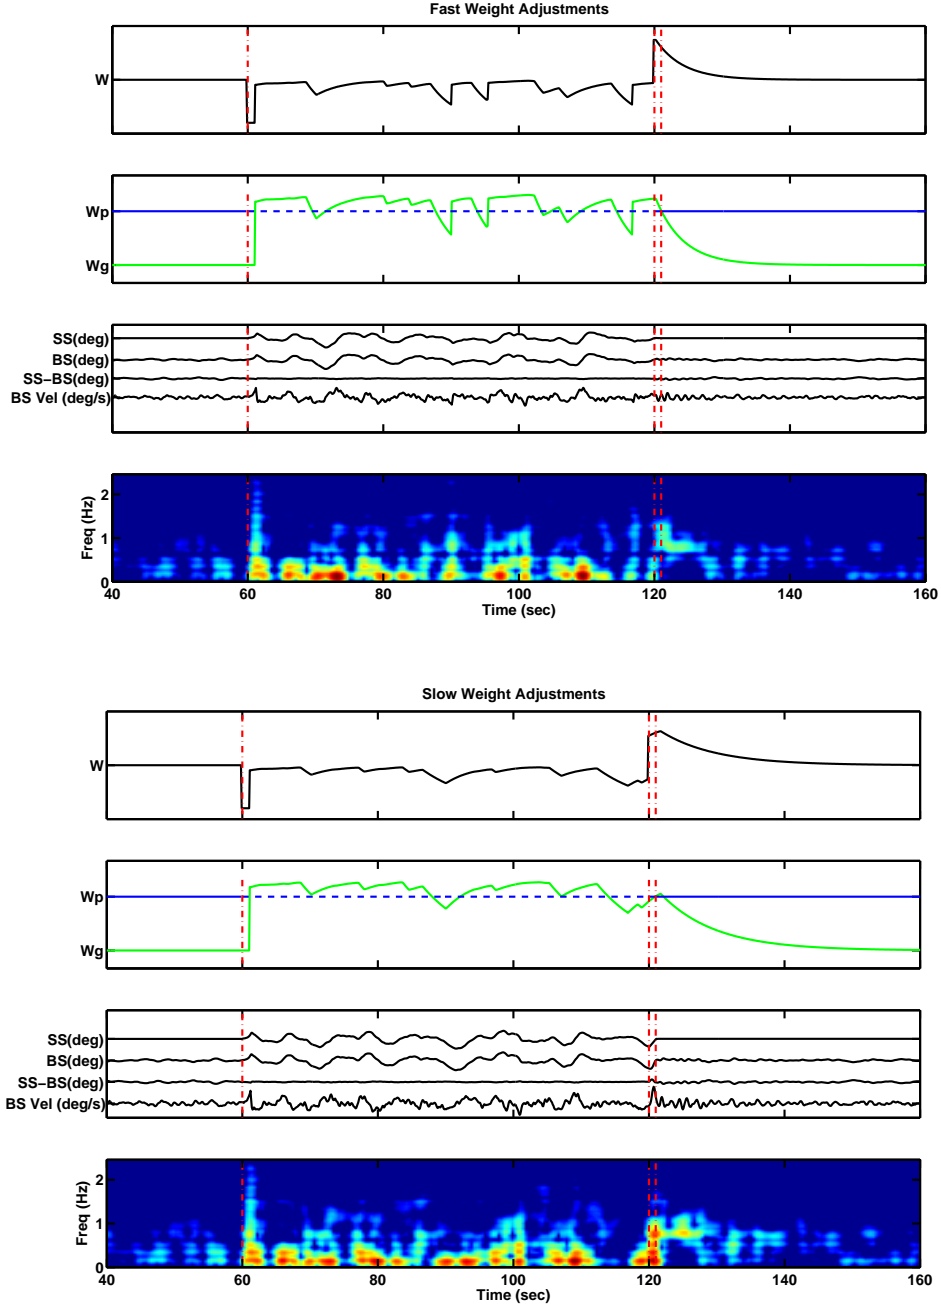 Fast Weight Adjustments
W
Wp
Wg
SS(deg)
BS(deg)
SS−BS(deg)
BS Vel (deg/s)
2
1
0
Freq (Hz)
40 60 80 100 120 140 160
Time (sec)
Slow Weight Adjustments
W
Wp
Wg
SS(deg)
BS(deg)
SS−BS(deg)
BS Vel (deg/s)
2
1
0
Freq (Hz)
40 60 80 100 120 140 160
Time (sec)